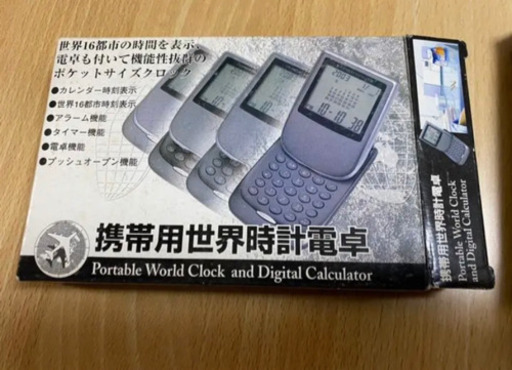 世界16都市の時間を表示。
電卓も付いて機能性抜群の
ポケットサイズクロック
●カレンダー時刻表示
●世界16都市時刻表示
●アラーム機能
●タイマー機能
●電卓機能
●プッシュオープン機能
2003
10:10 38
携帯用世界時計電卓
Portable World Clock and Digital Calculator
携帯用世界時計電卓
Portable World Clock
and Digital Calculator